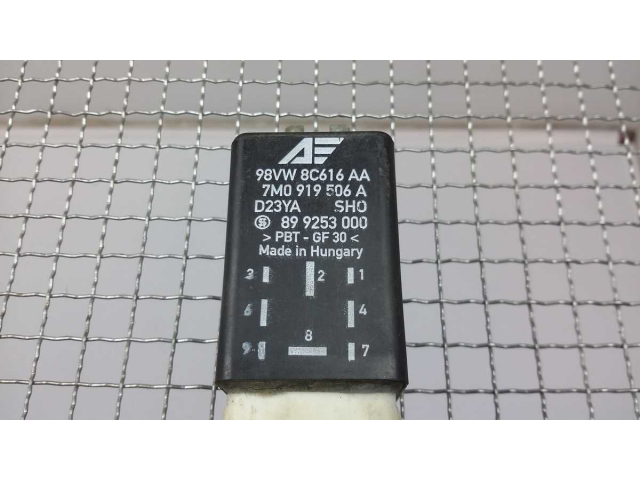 AE
98VW 8C616 AA
7M0 919 506 A
D23YA SHO
89 9253 000
> PBT - GF 30 <
Made in Hungary
3 2 1
6 4
8
9 7